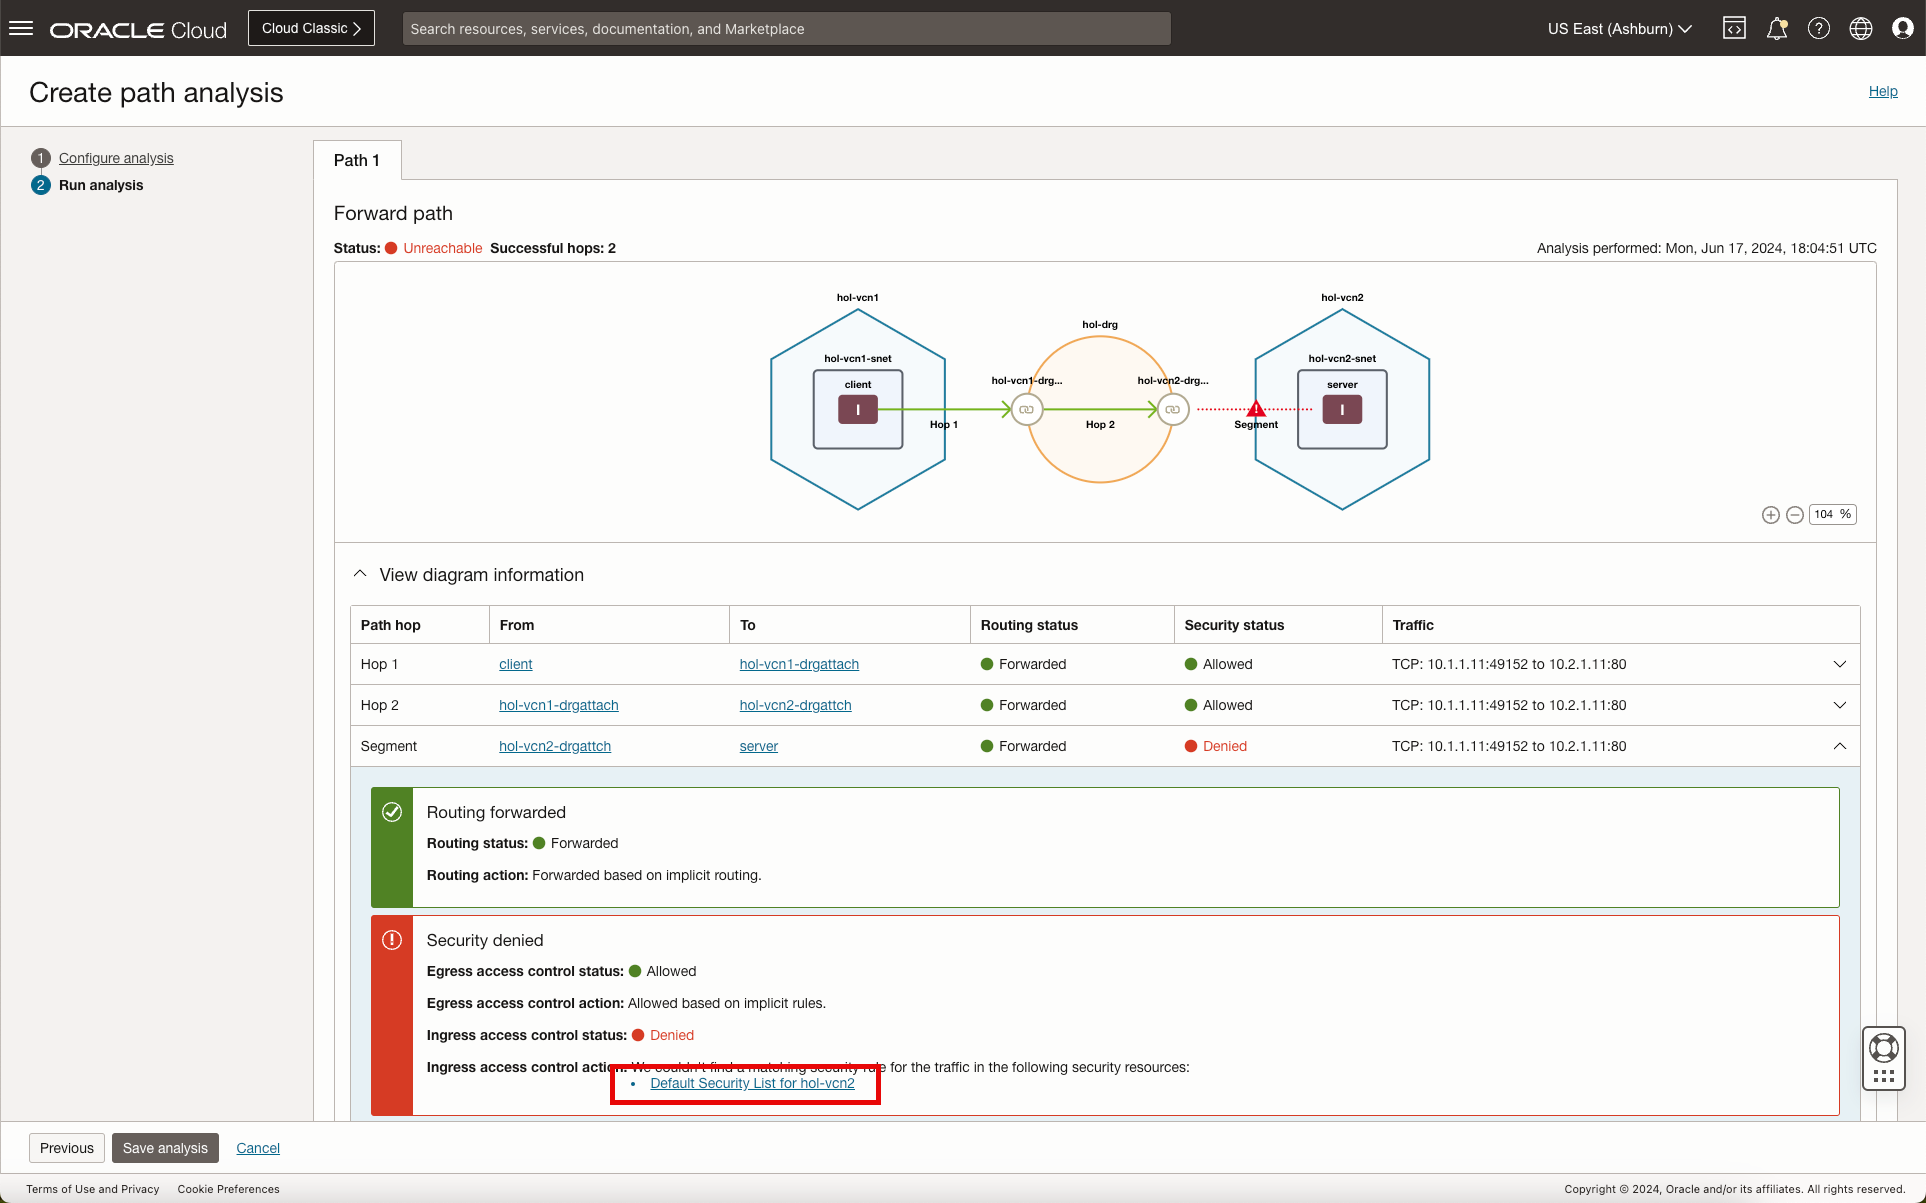 ORACLE Cloud
Cloud Classic
Search resources, services, documentation, and Marketplace
US East (Ashburn)
Create path analysis
Help
1 Configure analysis
2 Run analysis
Path 1
Forward path
Status: Unreachable Successful hops: 2
Analysis performed: Mon, Jun 17, 2024, 18:04:51 UTC
hol-vcn1
hol-vcn2
hol-drg
hol-vcn1-snet
hol-vcn2-snet
hol-vcn1-drg...
hol-vcn2-drg...
client
server
I
I
Hop 1
Hop 2
Segment
104 %
View diagram information
Path hop From To Routing status Security status Traffic
Hop 1 client hol-vcn1-drgattach Forwarded Allowed TCP: 10.1.1.11:49152 to 10.2.1.11:80
Hop 2 hol-vcn1-drgattach hol-vcn2-drgattch Forwarded Allowed TCP: 10.1.1.11:49152 to 10.2.1.11:80
Segment hol-vcn2-drgattch server Forwarded Denied TCP: 10.1.1.11:49152 to 10.2.1.11:80
Routing forwarded
Routing status: Forwarded
Routing action: Forwarded based on implicit routing.
Security denied
Egress access control status: Allowed
Egress access control action: Allowed based on implicit rules.
Ingress access control status: Denied
Ingress access control action: We couldn't find a matching security rule for the traffic in the following security resources:
• Default Security List for hol-vcn2
Previous
Save analysis
Cancel
Terms of Use and Privacy
Cookie Preferences
Copyright © 2024, Oracle and/or its affiliates. All rights reserved.